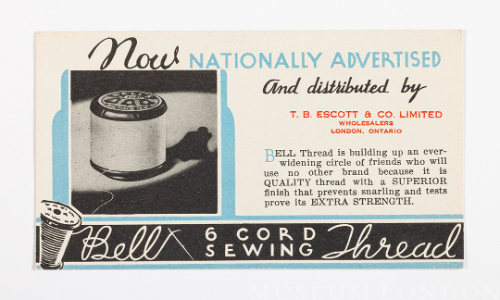 Now NATIONALLY ADVERTISED
And distributed by
T. B. ESCOTT & CO. LIMITED
WHOLESALERS
LONDON, ONTARIO
BELL Thread is building up an ever-
widening circle of friends who will
use no other brand because it is
QUALITY thread with a SUPERIOR
finish that prevents snarling and tests
prove its EXTRA STRENGTH.
Bell 6 CORD SEWING Thread